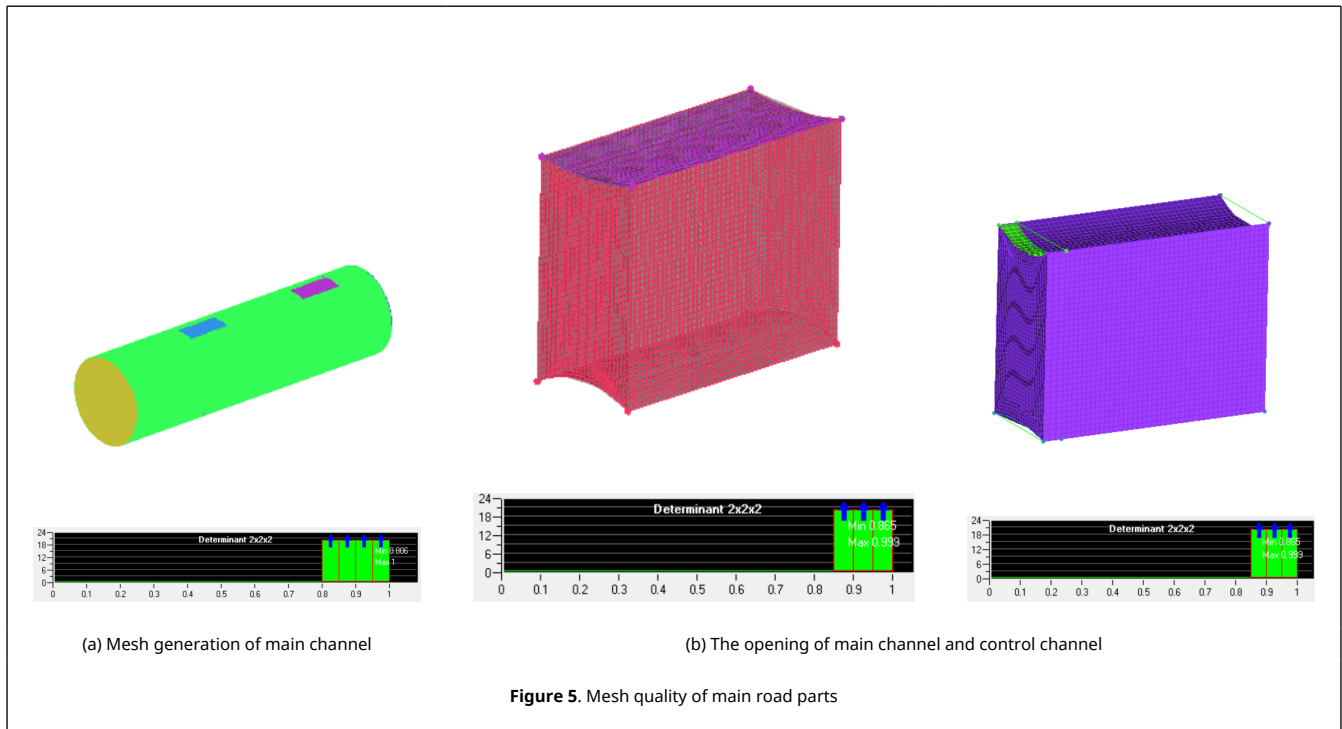 24
18
12
6
0
Determinant 2x2x2
Min 0.806
Max 1
0 0.1 0.2 0.3 0.4 0.5 0.6 0.7 0.8 0.9 1
24
18
12
6
0
Determinant 2x2x2
Min 0.865
Max 0.999
0 0.1 0.2 0.3 0.4 0.5 0.6 0.7 0.8 0.9 1
24
18
12
6
0
Determinant 2x2x2
Min 0.865
Max 0.999
0 0.1 0.2 0.3 0.4 0.5 0.6 0.7 0.8 0.9 1
(a) Mesh generation of main channel
(b) The opening of main channel and control channel
Figure 5. Mesh quality of main road parts